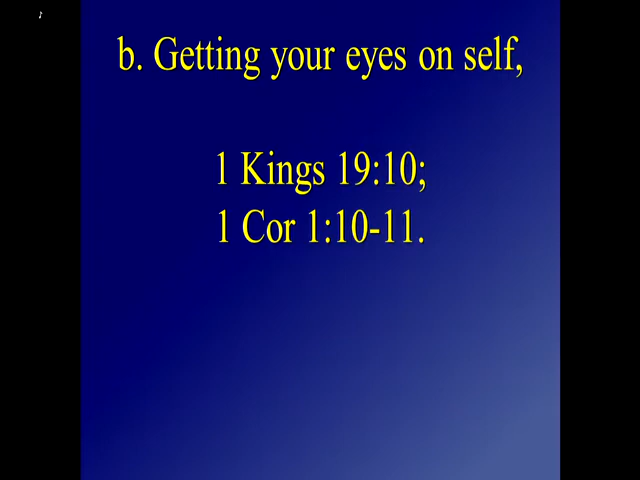 b. Getting your eyes on self,
1 Kings 19:10;
1 Cor 1:10-11.